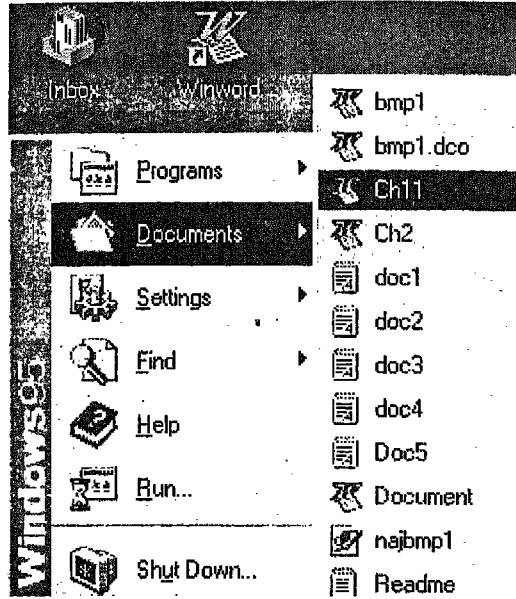 Inbox
Winword
Programs
Documents
Settings
Find
Help
Run...
Shut Down...
Windows95
bmp1
bmp1.dco
Ch11
Ch2
doc1
doc2
doc3
doc4
Doc5
Document
najbmp1
Readme